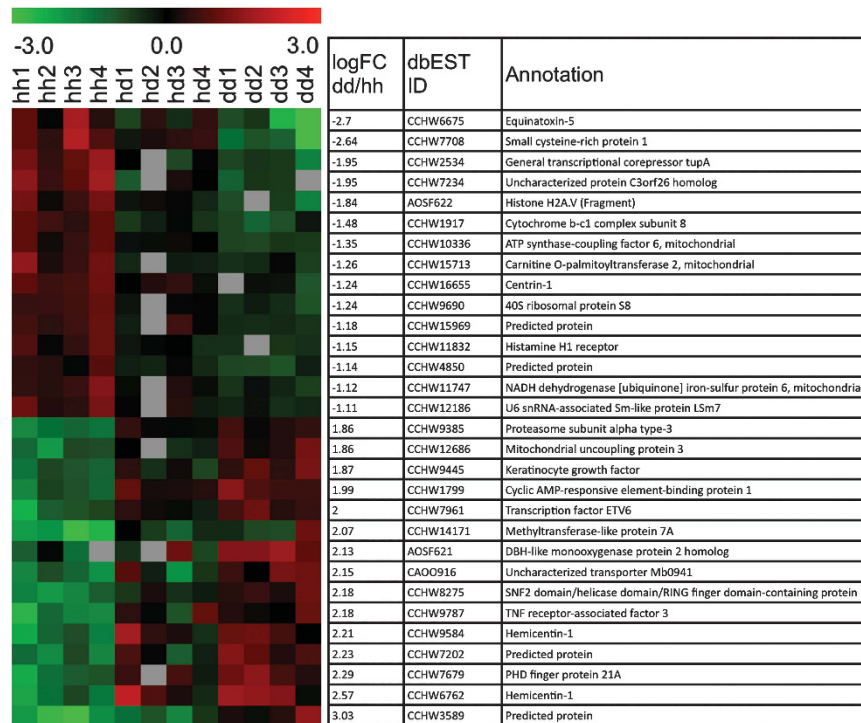 -3.0 0.0 3.0
hh1 hh2 hh3 hh4 hd1 hd2 hd3 hd4 dd1 dd2 dd3 dd4
logFC dd/hh dbEST ID Annotation
-2.7 CCHW6675 Equinatoxin-5
-2.64 CCHW7708 Small cysteine-rich protein 1
-1.95 CCHW2534 General transcriptional corepressor tupA
-1.95 CCHW7234 Uncharacterized protein C3orf26 homolog
-1.84 AOSF622 Histone H2A.V (Fragment)
-1.48 CCHW1917 Cytochrome b-c1 complex subunit 8
-1.35 CCHW10336 ATP synthase-coupling factor 6, mitochondrial
-1.26 CCHW15713 Carnitine O-palmitoyltransferase 2, mitochondrial
-1.24 CCHW16655 Centrin-1
-1.24 CCHW9690 40S ribosomal protein S8
-1.18 CCHW15969 Predicted protein
-1.15 CCHW11832 Histamine H1 receptor
-1.14 CCHW4850 Predicted protein
-1.12 CCHW11747 NADH dehydrogenase [ubiquinone] iron-sulfur protein 6, mitochondria
-1.11 CCHW12186 U6 snRNA-associated Sm-like protein LSm7
1.86 CCHW9385 Proteasome subunit alpha type-3
1.86 CCHW12686 Mitochondrial uncoupling protein 3
1.87 CCHW9445 Keratinocyte growth factor
1.99 CCHW1799 Cyclic AMP-responsive element-binding protein 1
2 CCHW7961 Transcription factor ETV6
2.07 CCHW14171 Methyltransferase-like protein 7A
2.13 AOSF621 DBH-like monooxygenase protein 2 homolog
2.15 CAOO916 Uncharacterized transporter Mb0941
2.18 CCHW8275 SNF2 domain/helicase domain/RING finger domain-containing protein
2.18 CCHW9787 TNF receptor-associated factor 3
2.21 CCHW9584 Hemicentin-1
2.23 CCHW7202 Predicted protein
2.29 CCHW7679 PHD finger protein 21A
2.57 CCHW6762 Hemicentin-1
3.03 CCHW3589 Predicted protein